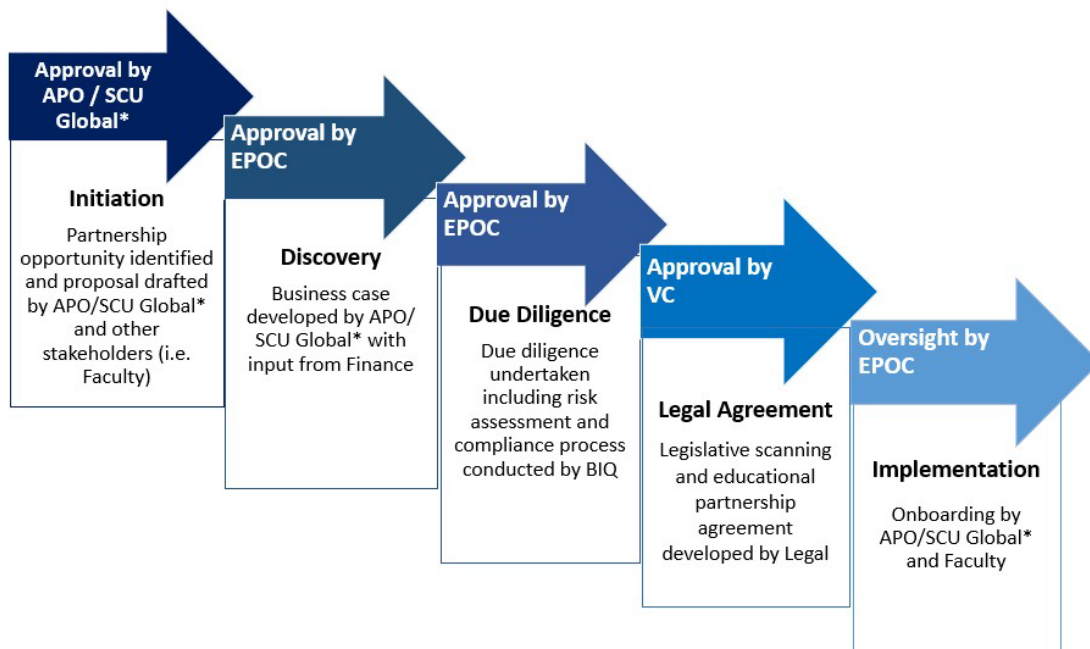 Approval by
APO / SCU
Global*
Initiation
Partnership
opportunity identified
and proposal drafted
by APO/SCU Global*
and other
stakeholders (i.e.
Faculty)
Approval by
EPOC
Discovery
Business case
developed by APO/
SCU Global* with
input from Finance
Approval by
EPOC
Due Diligence
Due diligence
undertaken
including risk
assessment and
compliance process
conducted by BIQ
Approval by
VC
Legal Agreement
Legislative scanning
and educational
partnership
agreement
developed by Legal
Oversight by
EPOC
Implementation
Onboarding by
APO/SCU Global*
and Faculty